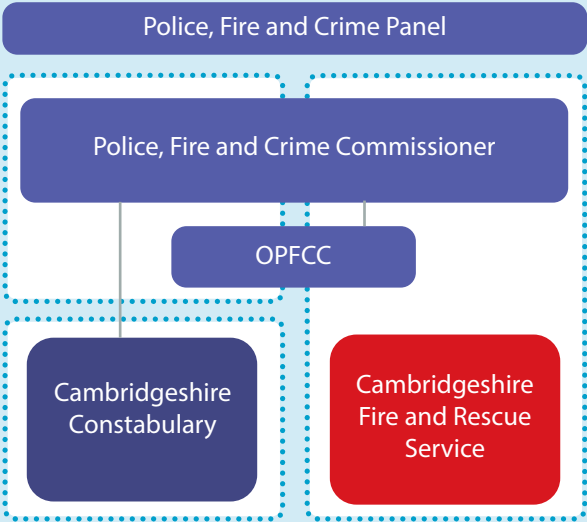 Police, Fire and Crime Panel
Police, Fire and Crime Commissioner
OPFCC
Cambridgeshire
Constabulary
Cambridgeshire
Fire and Rescue
Service